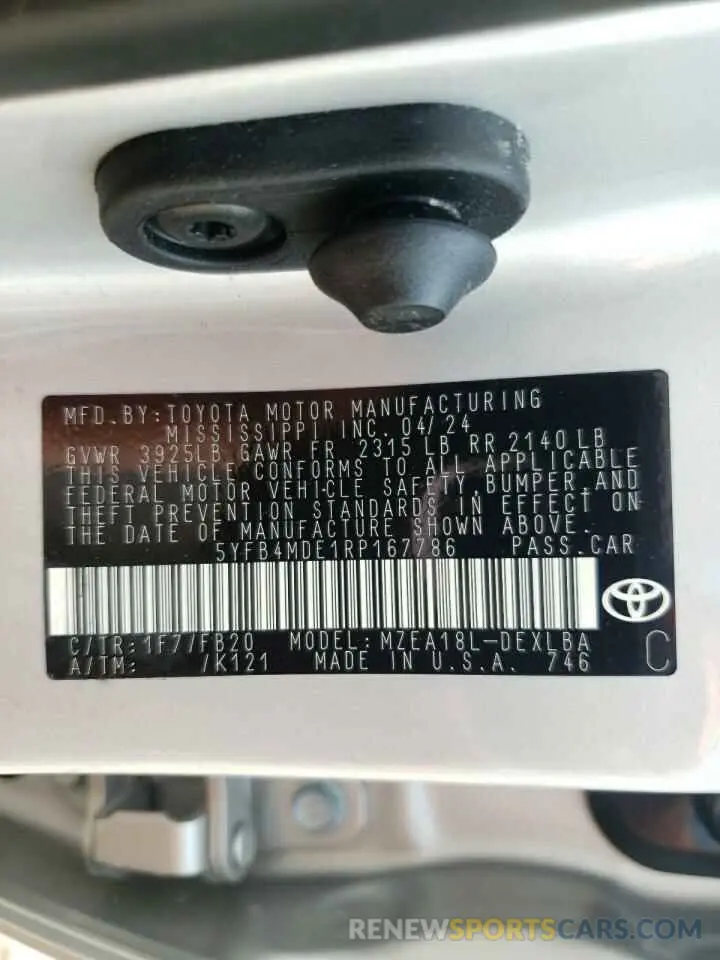 MFD. BY: TOYOTA MOTOR MANUFACTURING
MISSISSIPPI INC. 04/24
GVWR 3925LB GAWR FR 2315 LB RR 2140 LB
THIS VEHICLE CONFORMS TO ALL APPLICABLE
FEDERAL MOTOR VEHICLE SAFETY, BUMPER, AND
THEFT PREVENTION STANDARDS IN EFFECT ON
THE DATE OF MANUFACTURE SHOWN ABOVE.
5YFB4MDE1RP167786 PASS. CAR
C/TR: 1F7/FB20 MODEL: MZEA18L-DEXLBA
A/TM: /K121 MADE IN U.S.A. 746 C
RENEWSPORTSCARS.COM